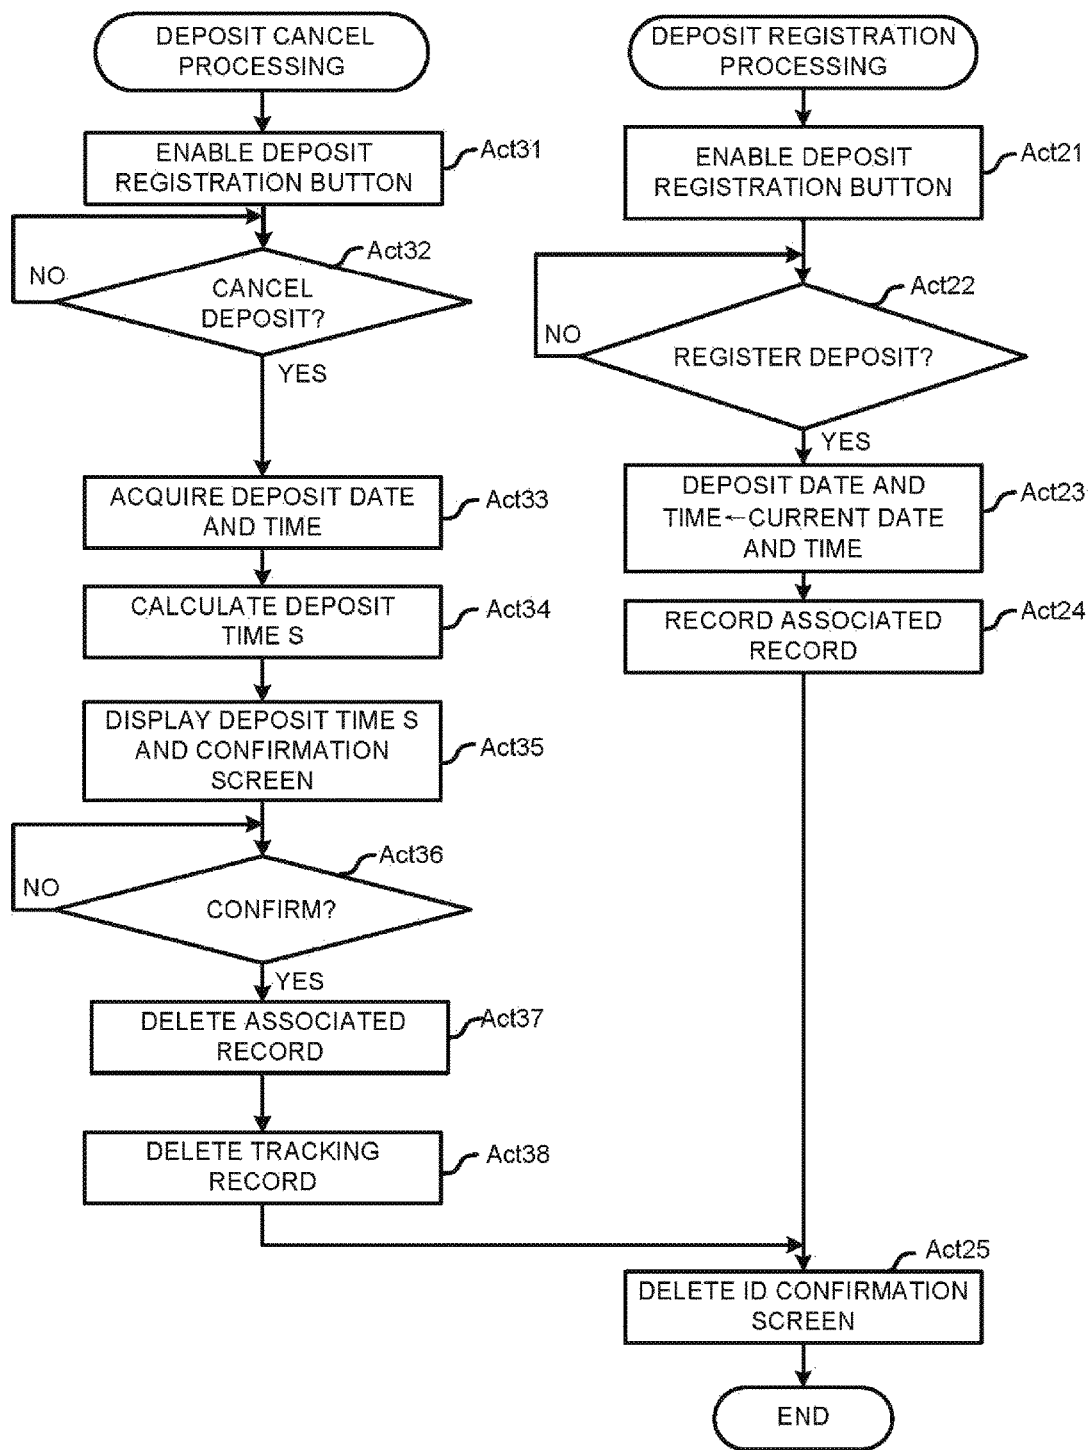 DEPOSIT CANCEL
PROCESSING
ENABLE DEPOSIT
REGISTRATION BUTTON
Act31
Act32
NO
CANCEL
DEPOSIT?
YES
ACQUIRE DEPOSIT DATE
AND TIME
Act33
CALCULATE DEPOSIT
TIME S
Act34
DISPLAY DEPOSIT TIME S
AND CONFIRMATION
SCREEN
Act35
Act36
NO
CONFIRM?
YES
DELETE ASSOCIATED
RECORD
Act37
DELETE TRACKING
RECORD
Act38
DEPOSIT REGISTRATION
PROCESSING
ENABLE DEPOSIT
REGISTRATION BUTTON
Act21
Act22
NO
REGISTER DEPOSIT?
YES
DEPOSIT DATE AND
TIME←CURRENT DATE
AND TIME
Act23
RECORD ASSOCIATED
RECORD
Act24
Act25
DELETE ID CONFIRMATION
SCREEN
END